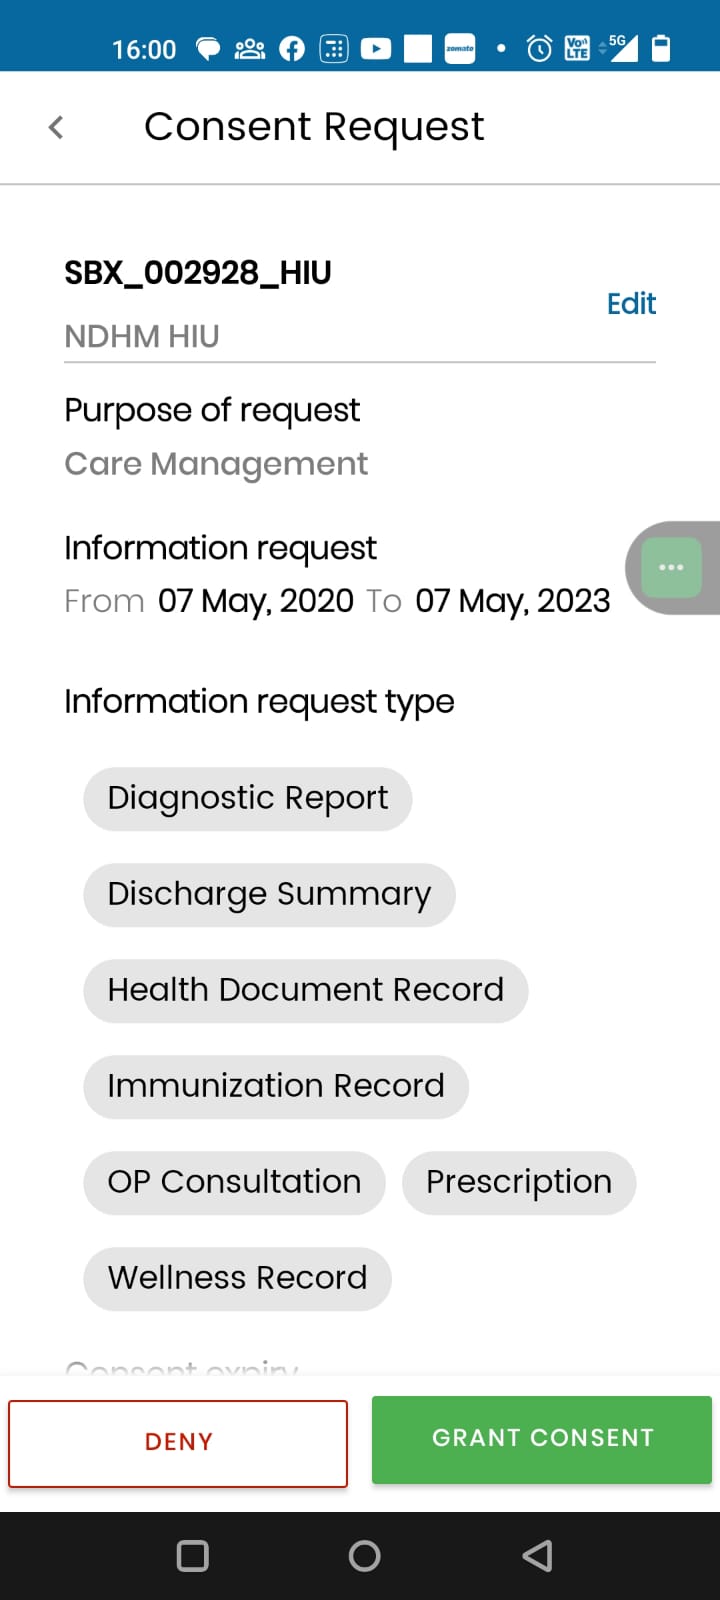 16:00 zomato Vo)) LTE 5G
Consent Request
SBX_002928_HIU
Edit
NDHM HIU
Purpose of request
Care Management
Information request
From 07 May, 2020 To 07 May, 2023
Information request type
Diagnostic Report
Discharge Summary
Health Document Record
Immunization Record
OP Consultation Prescription
Wellness Record
Consent expiry
DENY GRANT CONSENT